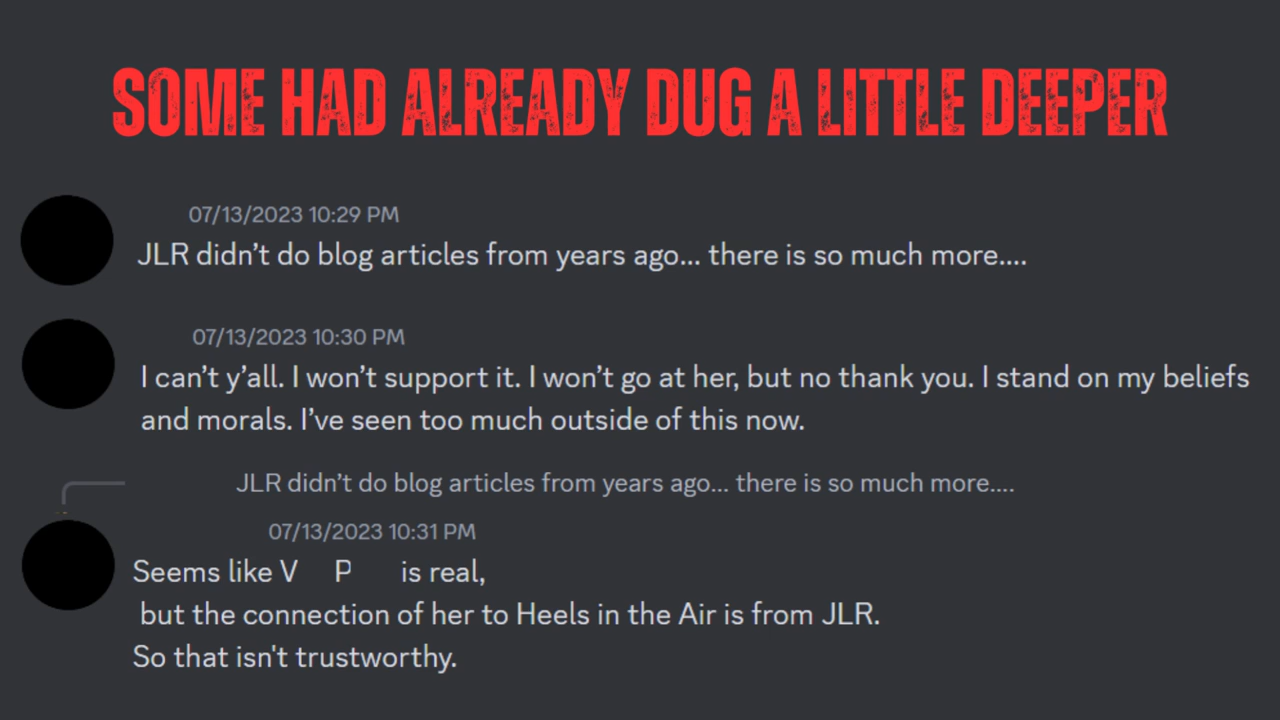 SOME HAD ALREADY DUG A LITTLE DEEPER
07/13/2023 10:29 PM
JLR didn’t do blog articles from years ago... there is so much more....
07/13/2023 10:30 PM
I can’t y’all. I won’t support it. I won’t go at her, but no thank you. I stand on my beliefs
and morals. I’ve seen too much outside of this now.
JLR didn’t do blog articles from years ago... there is so much more....
07/13/2023 10:31 PM
Seems like V P is real,
but the connection of her to Heels in the Air is from JLR.
So that isn't trustworthy.